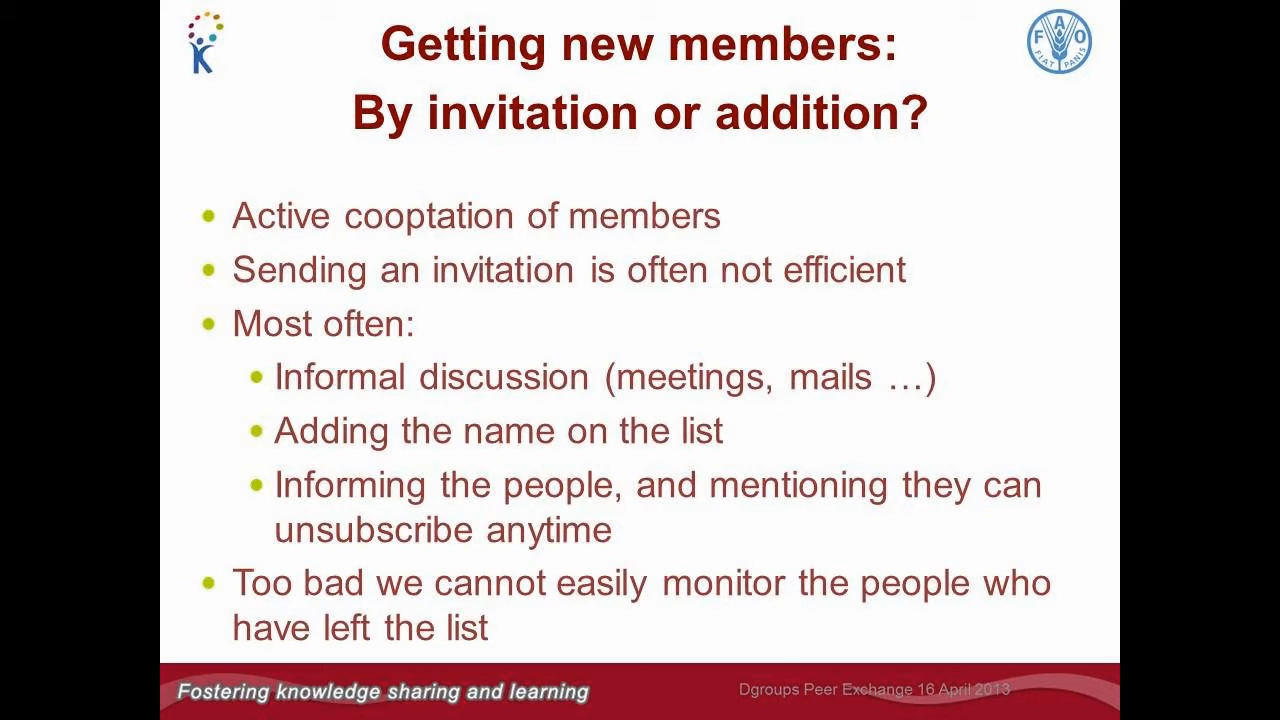 K
F A O
FIAT PANIS
Getting new members:
By invitation or addition?
• Active cooptation of members
• Sending an invitation is often not efficient
• Most often:
• Informal discussion (meetings, mails …)
• Adding the name on the list
• Informing the people, and mentioning they can
unsubscribe anytime
• Too bad we cannot easily monitor the people who
have left the list
Fostering knowledge sharing and learning
Dgroups Peer Exchange 16 April 2013